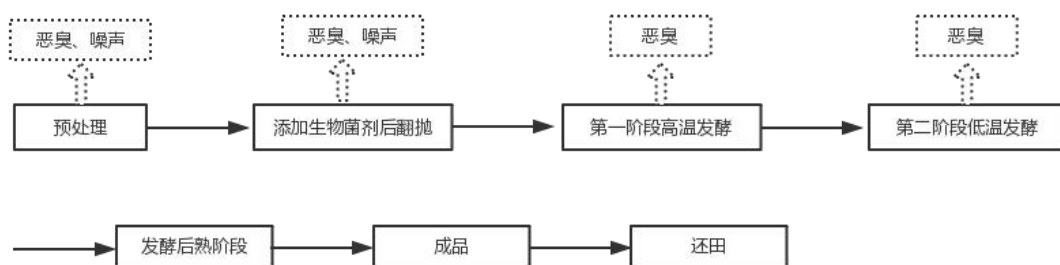 恶臭、噪声
恶臭、噪声
恶臭
恶臭
预处理
添加生物菌剂后翻抛
第一阶段高温发酵
第二阶段低温发酵
发酵后熟阶段
成品
还田